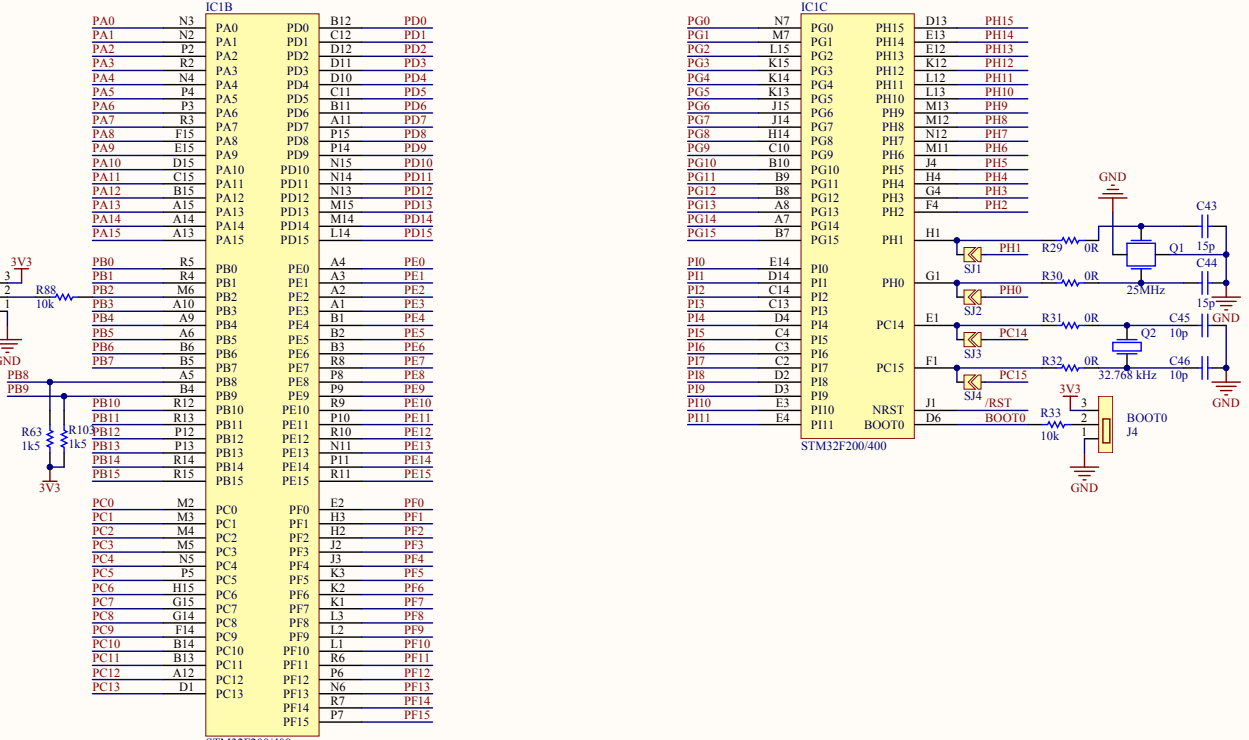 IC1B
PA0 N3 PA0 PD0 B12 PD0
PA1 N2 PA1 PD1 C12 PD1
PA2 P2 PA2 PD2 D12 PD2
PA3 R2 PA3 PD3 D11 PD3
PA4 N4 PA4 PD4 D10 PD4
PA5 P4 PA5 PD5 C11 PD5
PA6 P3 PA6 PD6 B11 PD6
PA7 R3 PA7 PD7 A11 PD7
PA8 F15 PA8 PD8 P15 PD8
PA9 E15 PA9 PD9 P14 PD9
PA10 D15 PA10 PD10 N15 PD10
PA11 C15 PA11 PD11 N14 PD11
PA12 B15 PA12 PD12 N13 PD12
PA13 A15 PA13 PD13 M15 PD13
PA14 A14 PA14 PD14 M14 PD14
PA15 A13 PA15 PD15 L14 PD15
PB0 R5 PB0 PE0 A4 PE0
PB1 R4 PB1 PE1 A3 PE1
PB2 M6 PB2 PE2 A2 PE2
PB3 A10 PB3 PE3 A1 PE3
PB4 A9 PB4 PE4 B1 PE4
PB5 A6 PB5 PE5 B2 PE5
PB6 B6 PB6 PE6 B3 PE6
PB7 B5 PB7 PE7 R8 PE7
PB8 A5 PB8 PE8 P8 PE8
PB9 B4 PB9 PE9 P9 PE9
PB10 R12 PB10 PE10 R9 PE10
PB11 R13 PB11 PE11 P10 PE11
PB12 P12 PB12 PE12 R10 PE12
PB13 P13 PB13 PE13 N11 PE13
PB14 R14 PB14 PE14 P11 PE14
PB15 R15 PB15 PE15 R11 PE15
PC0 M2 PC0 PF0 E2 PF0
PC1 M3 PC1 PF1 H3 PF1
PC2 M4 PC2 PF2 H2 PF2
PC3 M5 PC3 PF3 J2 PF3
PC4 N5 PC4 PF4 J3 PF4
PC5 P5 PC5 PF5 K3 PF5
PC6 H15 PC6 PF6 K2 PF6
PC7 G15 PC7 PF7 K1 PF7
PC8 G14 PC8 PF8 L3 PF8
PC9 F14 PC9 PF9 L2 PF9
PC10 B14 PC10 PF10 L1 PF10
PC11 B13 PC11 PF11 R6 PF11
PC12 A12 PC12 PF12 P6 PF12
PC13 D1 PC13 PF13 N6 PF13
PF14 R7 PF14
PF15 P7 PF15
STM32F200/400
3V3
3
2
1
R88
10k
GND
R63
1k5
R103
1k5
3V3
IC1C
PG0 N7 PG0 PH15 D13 PH15
PG1 M7 PG1 PH14 E13 PH14
PG2 L15 PG2 PH13 E12 PH13
PG3 K15 PG3 PH12 K12 PH12
PG4 K14 PG4 PH11 L12 PH11
PG5 K13 PG5 PH10 L13 PH10
PG6 J15 PG6 PH9 M13 PH9
PG7 J14 PG7 PH8 M12 PH8
PG8 H14 PG8 PH7 N12 PH7
PG9 C10 PG9 PH6 M11 PH6
PG10 B10 PG10 PH5 J4 PH5
PG11 B9 PG11 PH4 H4 PH4
PG12 B8 PG12 PH3 G4 PH3
PG13 A8 PG13 PH2 F4 PH2
PG14 A7 PG14
PG15 B7 PG15 PH1 H1
PI0 E14 PI0
PI1 D14 PI1 PH0 G1
PI2 C14 PI2
PI3 C13 PI3
PI4 D4 PI4 PC14 E1
PI5 C4 PI5
PI6 C3 PI6
PI7 C2 PI7 PC15 F1
PI8 D2 PI8
PI9 D3 PI9
PI10 E3 PI10 NRST J1 /RST
PI11 E4 PI11 BOOT0 D6 BOOT0
STM32F200/400
GND
SJ1 PH1 R29 0R
SJ2 PH0 R30 0R
SJ3 PC14 R31 0R
SJ4 PC15 R32 0R
Q1
25MHz
C43
15p
C44
15p
GND
Q2
32.768 kHz
C45
10p
C46
10p
GND
3V3
R33
10k
3
2
1
BOOT0
J4
GND